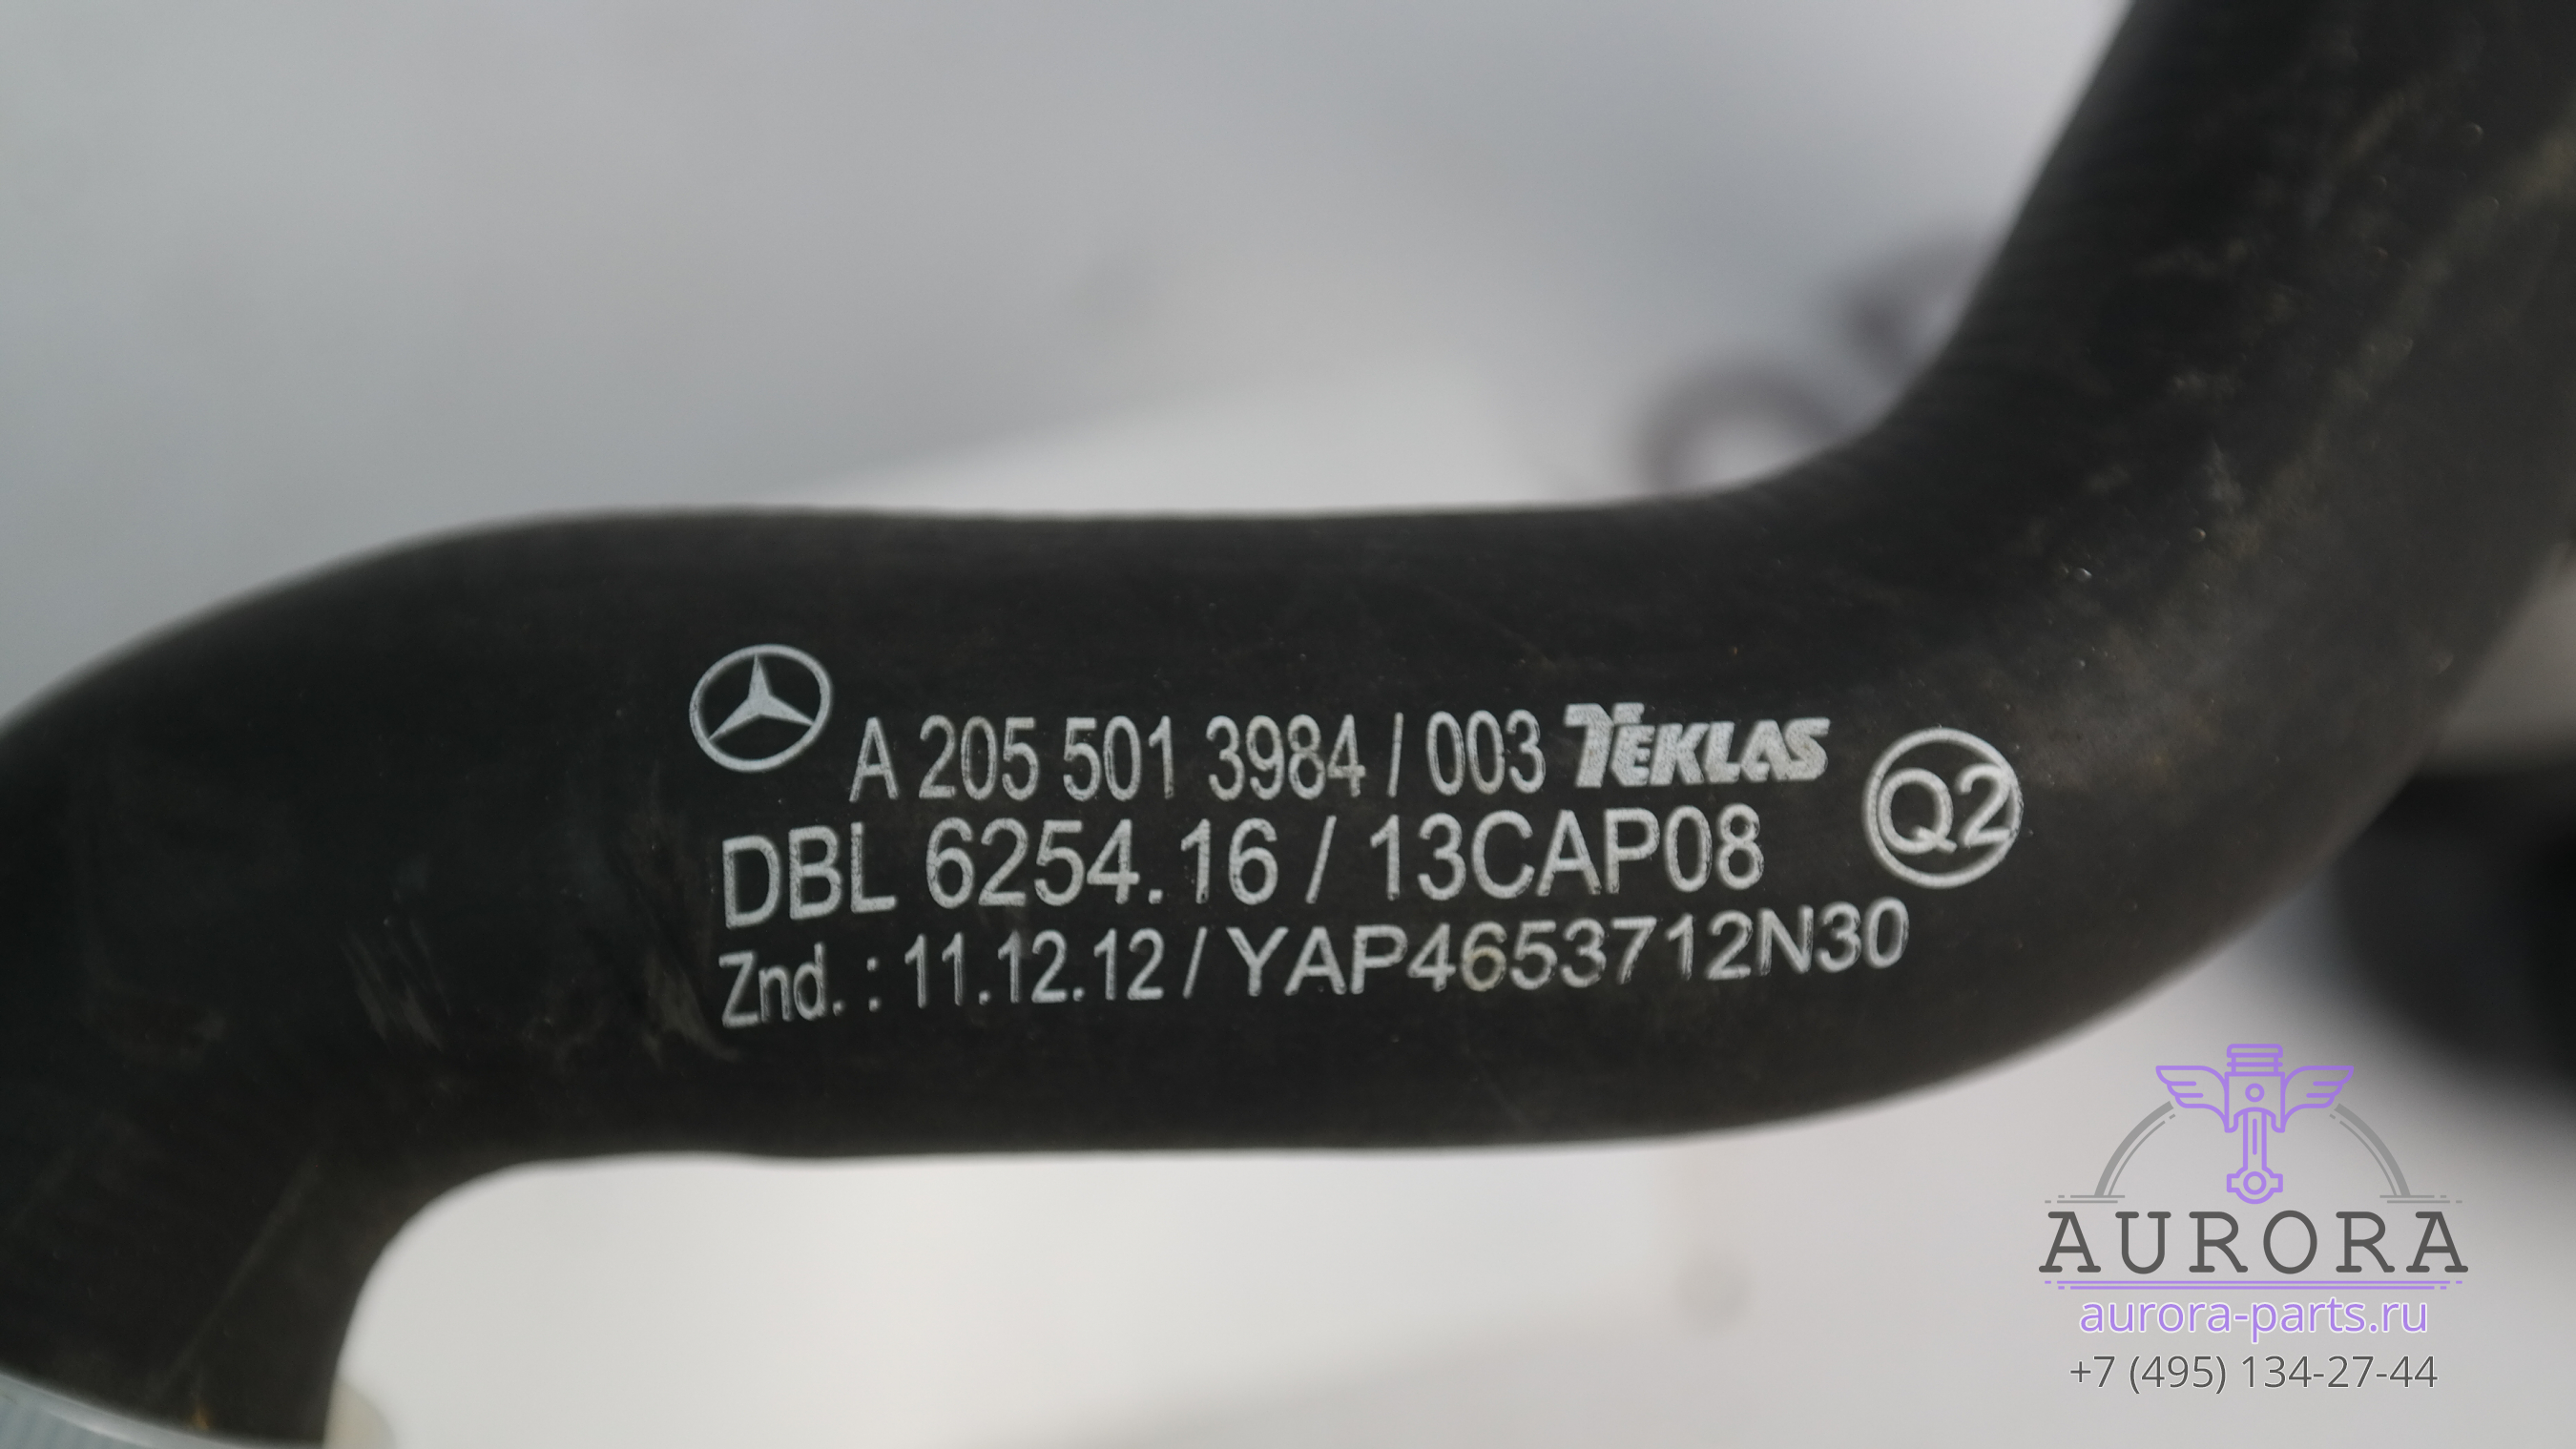 A 205 501 3984 / 003 TEKLAS
Q2
DBL 6254.16 / 13CAP08
Znd. : 11.12.12 / YAP4653712N30
AURORA
aurora-parts.ru
+7 (495) 134-27-44